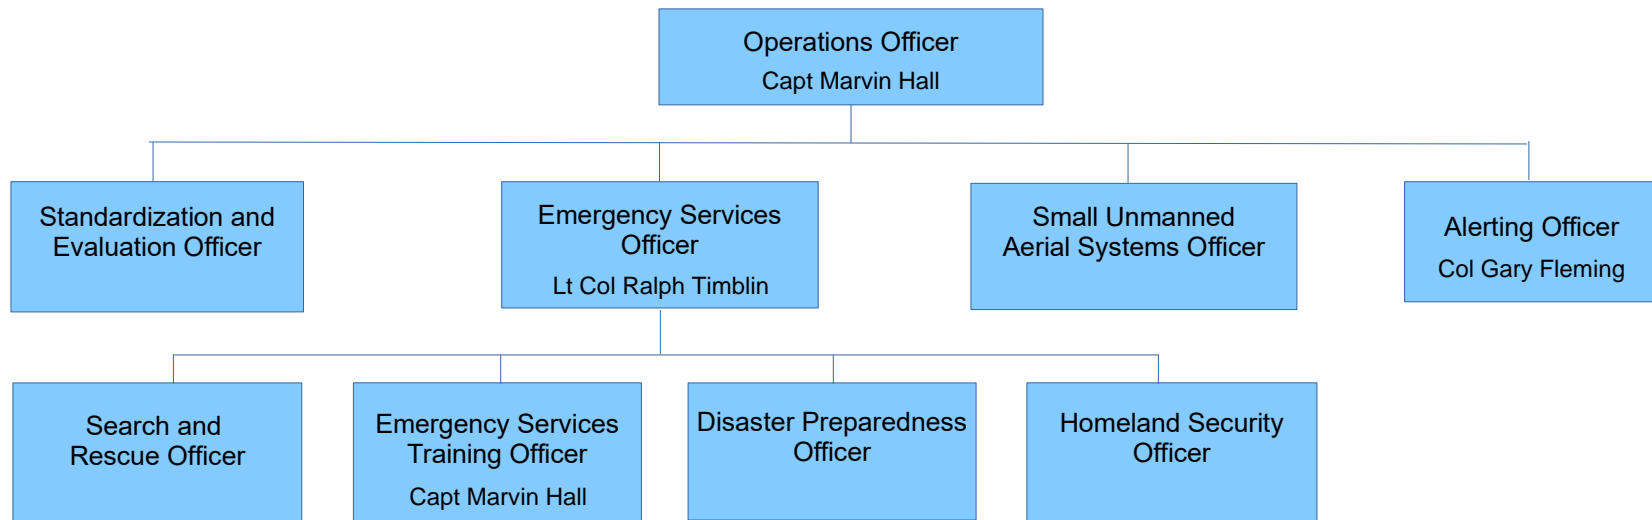 Operations Officer
Capt Marvin Hall
Standardization and
Evaluation Officer
Emergency Services
Officer
Lt Col Ralph Timblin
Small Unmanned
Aerial Systems Officer
Alerting Officer
Col Gary Fleming
Search and
Rescue Officer
Emergency Services
Training Officer
Capt Marvin Hall
Disaster Preparedness
Officer
Homeland Security
Officer